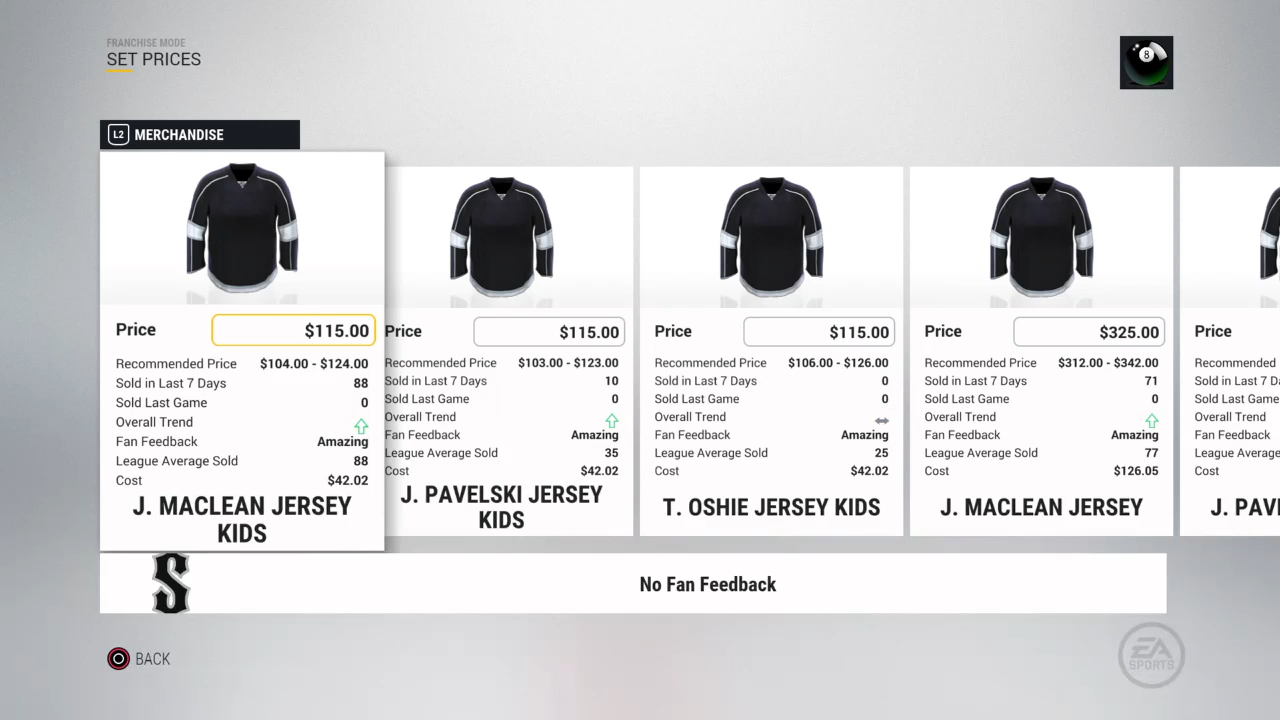 FRANCHISE MODE
SET PRICES
8
L2 MERCHANDISE
Price $115.00
Recommended Price $104.00 - $124.00
Sold in Last 7 Days 88
Sold Last Game 0
Overall Trend
Fan Feedback Amazing
League Average Sold 88
Cost $42.02
J. MACLEAN JERSEY
KIDS
Price $115.00
Recommended Price $103.00 - $123.00
Sold in Last 7 Days 10
Sold Last Game 0
Overall Trend
Fan Feedback Amazing
League Average Sold 35
Cost $42.02
J. PAVELSKI JERSEY
KIDS
Price $115.00
Recommended Price $106.00 - $126.00
Sold in Last 7 Days 0
Sold Last Game 0
Overall Trend
Fan Feedback Amazing
League Average Sold 25
Cost $42.02
T. OSHIE JERSEY KIDS
Price $325.00
Recommended Price $312.00 - $342.00
Sold in Last 7 Days 71
Sold Last Game 0
Overall Trend
Fan Feedback Amazing
League Average Sold 77
Cost $126.05
J. MACLEAN JERSEY
Price
Recommended
Sold in Last 7 Da
Sold Last Game
Overall Trend
Fan Feedback
League Average
Cost
J. PAV
S
No Fan Feedback
BACK
EA
SPORTS